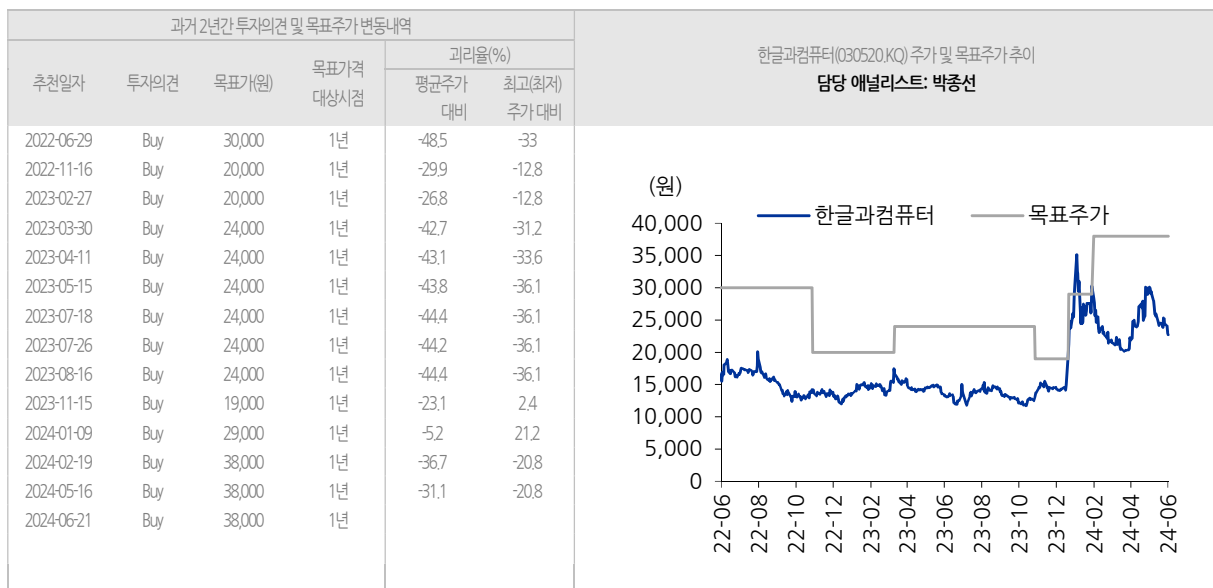 과거 2년간 투자의견 및 목표주가 변동내역
추천일자 투자의견 목표가(원) 목표가격 대상시점 괴리율(%)
평균주가 대비 최고(최저) 주가 대비
2022-06-29 Buy 30,000 1년 -48.5 -33
2022-11-16 Buy 20,000 1년 -29.9 -12.8
2023-02-27 Buy 20,000 1년 -26.8 -12.8
2023-03-30 Buy 24,000 1년 -42.7 -31.2
2023-04-11 Buy 24,000 1년 -43.1 -33.6
2023-05-15 Buy 24,000 1년 -43.8 -36.1
2023-07-18 Buy 24,000 1년 -44.4 -36.1
2023-07-26 Buy 24,000 1년 -44.2 -36.1
2023-08-16 Buy 24,000 1년 -44.4 -36.1
2023-11-15 Buy 19,000 1년 -23.1 2.4
2024-01-09 Buy 29,000 1년 -5.2 21.2
2024-02-19 Buy 38,000 1년 -36.7 -20.8
2024-05-16 Buy 38,000 1년 -31.1 -20.8
2024-06-21 Buy 38,000 1년
한글과컴퓨터(030520.KQ) 주가 및 목표주가 추이
담당 애널리스트: 박종선
(원)
한글과컴퓨터 목표주가
40,000
35,000
30,000
25,000
20,000
15,000
10,000
5,000
0
22-06
22-08
22-10
22-12
23-02
23-04
23-06
23-08
23-10
23-12
24-02
24-04
24-06